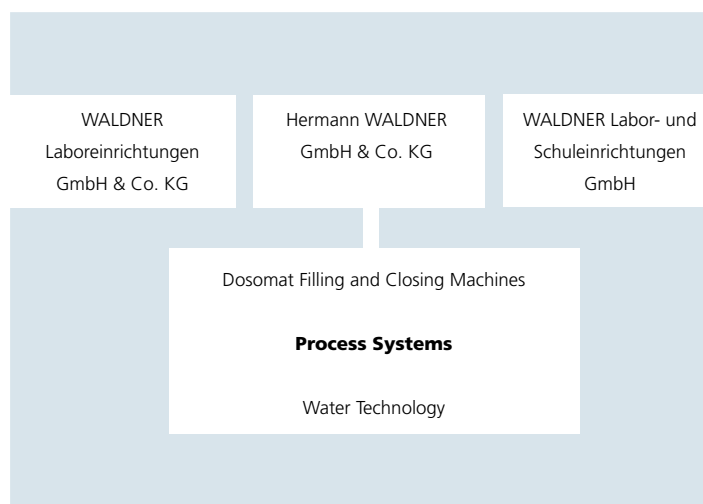 WALDNER
Laboreinrichtungen
GmbH & Co. KG
Hermann WALDNER
GmbH & Co. KG
WALDNER Labor- und
Schuleinrichtungen
GmbH
Dosomat Filling and Closing Machines
Process Systems
Water Technology